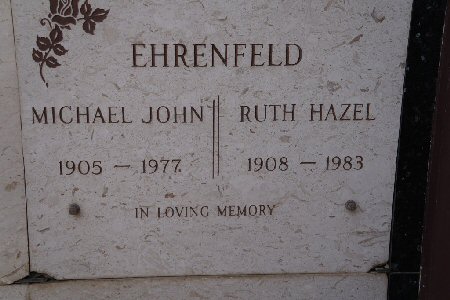 EHRENFELD
MICHAEL JOHN RUTH HAZEL
1905 — 1977 1908 — 1983
IN LOVING MEMORY